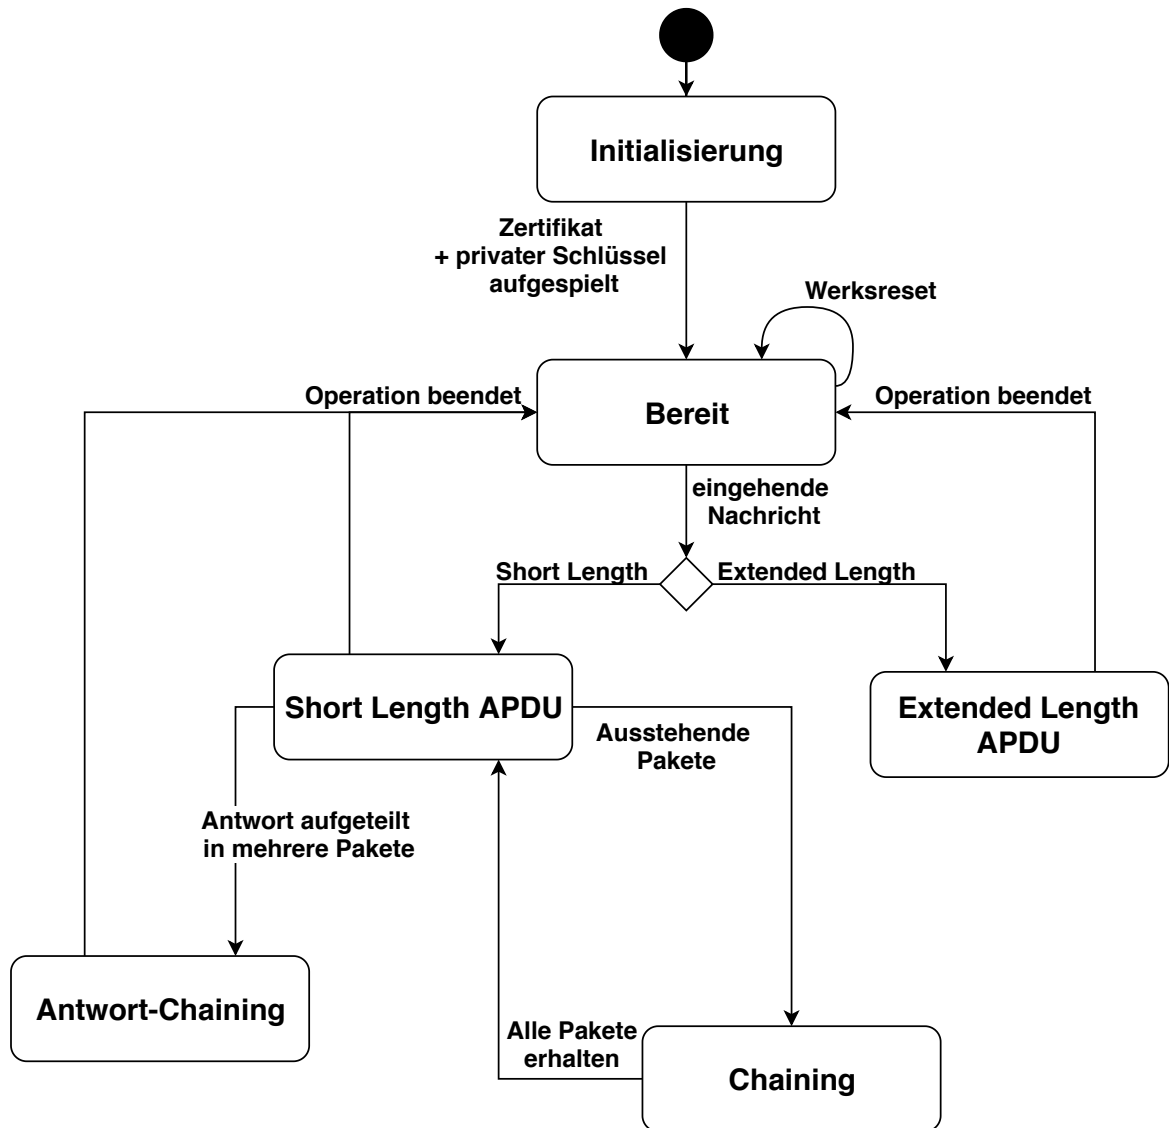 Initialisierung
Zertifikat
+ privater Schlüssel
aufgespielt
Werksreset
Operation beendet
Bereit
Operation beendet
eingehende
Nachricht
Short Length
Extended Length
Short Length APDU
Ausstehende
Pakete
Extended Length
APDU
Antwort aufgeteilt
in mehrere Pakete
Antwort-Chaining
Alle Pakete
erhalten
Chaining